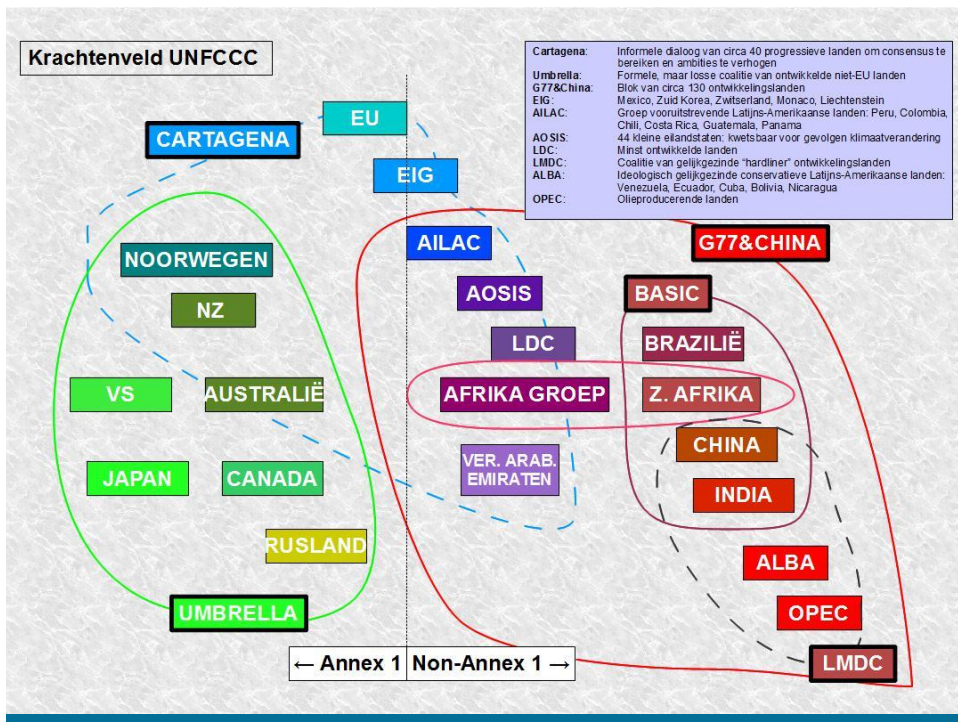 Krachtenveld UNFCCC
Cartagena: Informele dialoog van circa 40 progressieve landen om consensus te
bereiken en ambities te verhogen
Umbrella: Formele, maar losse coalitie van ontwikkelde niet-EU landen
G77&China: Blok van circa 130 ontwikkelingslanden
EIG: Mexico, Zuid Korea, Zwitserland, Monaco, Liechtenstein
AILAC: Groep vooruitstrevende Latijns-Amerikaanse landen: Peru, Colombia,
Chili, Costa Rica, Guatemala, Panama
AOSIS: 44 kleine eilandstaten: kwetsbaar voor gevolgen klimaatverandering
LDC: Minst ontwikkelde landen
LMDC: Coalitie van gelijkgezinde “hardliner” ontwikkelingslanden
ALBA: Ideologisch gelijkgezinde conservatieve Latijns-Amerikaanse landen:
Venezuela, Ecuador, Cuba, Bolivia, Nicaragua
OPEC: Olieproducerende landen
EU
CARTAGENA
EIG
AILAC
G77&CHINA
NOORWEGEN
AOSIS
BASIC
NZ
LDC
BRAZILIË
VS
AUSTRALIË
AFRIKA GROEP
Z. AFRIKA
CHINA
VER. ARAB.
EMIRATEN
JAPAN
CANADA
INDIA
RUSLAND
ALBA
UMBRELLA
OPEC
← Annex 1
Non-Annex 1 →
LMDC